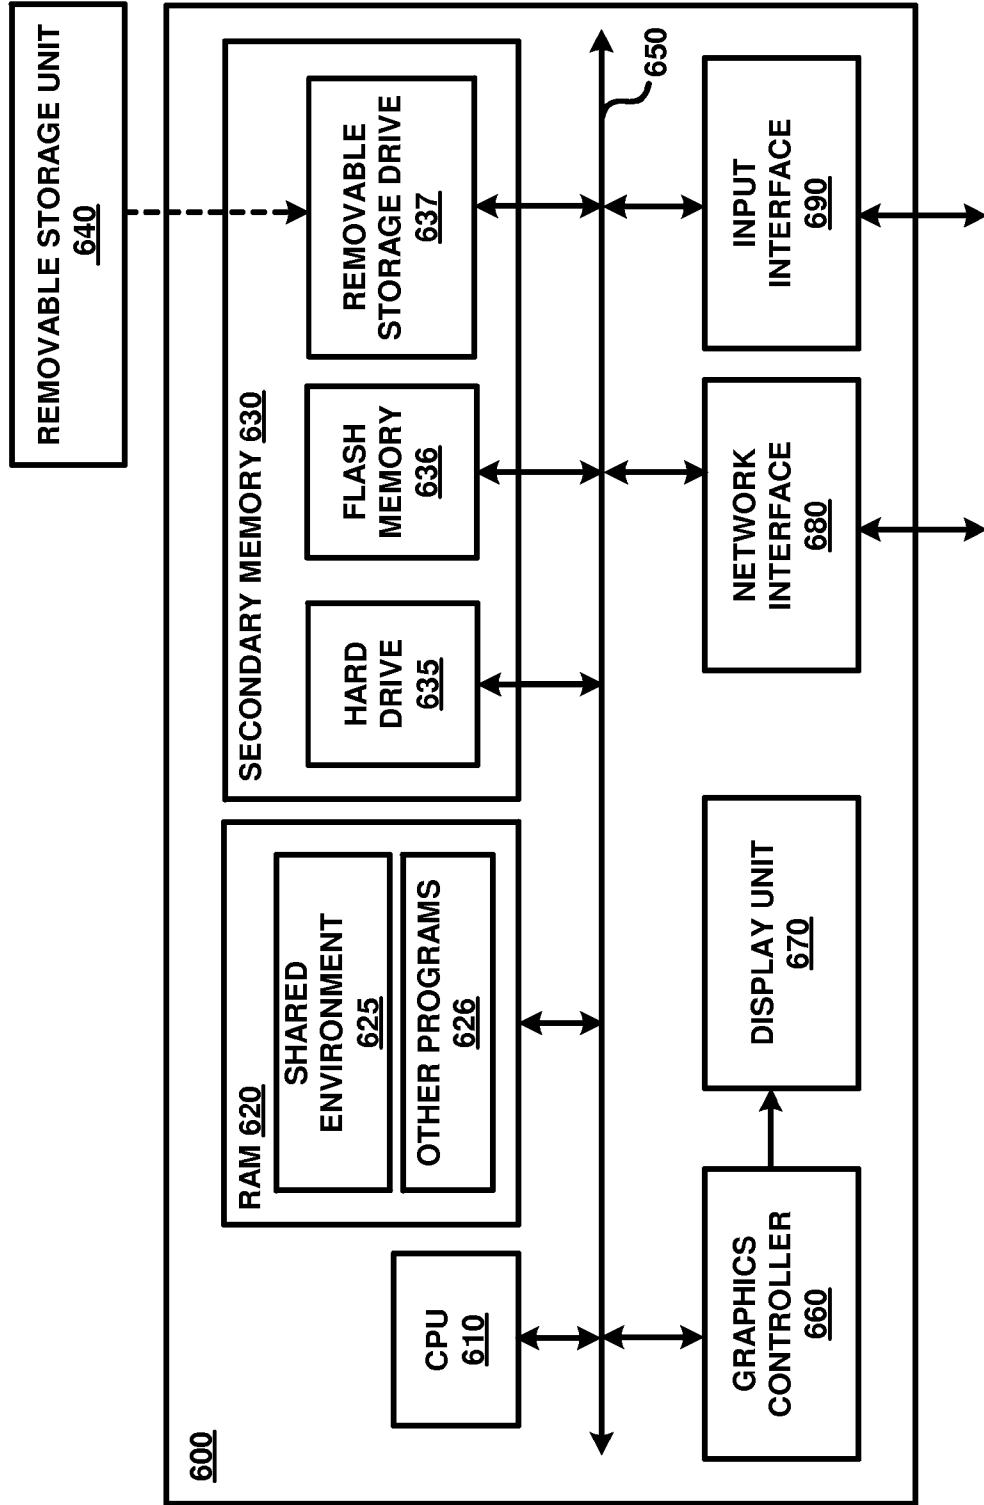 600
CPU
610
RAM 620
SHARED
ENVIRONMENT
625
OTHER PROGRAMS
626
SECONDARY MEMORY 630
HARD
DRIVE
635
FLASH
MEMORY
636
REMOVABLE
STORAGE DRIVE
637
REMOVABLE STORAGE UNIT
640
650
GRAPHICS
CONTROLLER
660
DISPLAY UNIT
670
NETWORK
INTERFACE
680
INPUT
INTERFACE
690